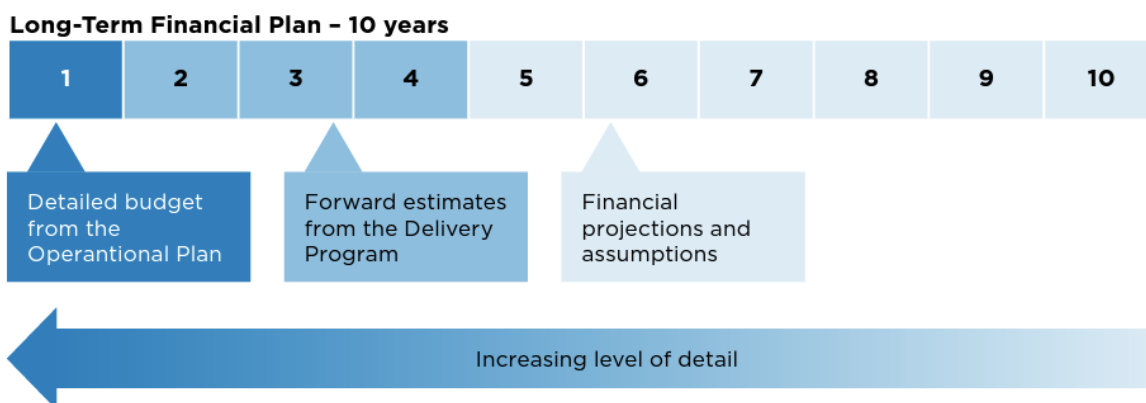 Long-Term Financial Plan – 10 years
1 2 3 4 5 6 7 8 9 10
Detailed budget
from the
Operantional Plan
Forward estimates
from the Delivery
Program
Financial
projections and
assumptions
Increasing level of detail